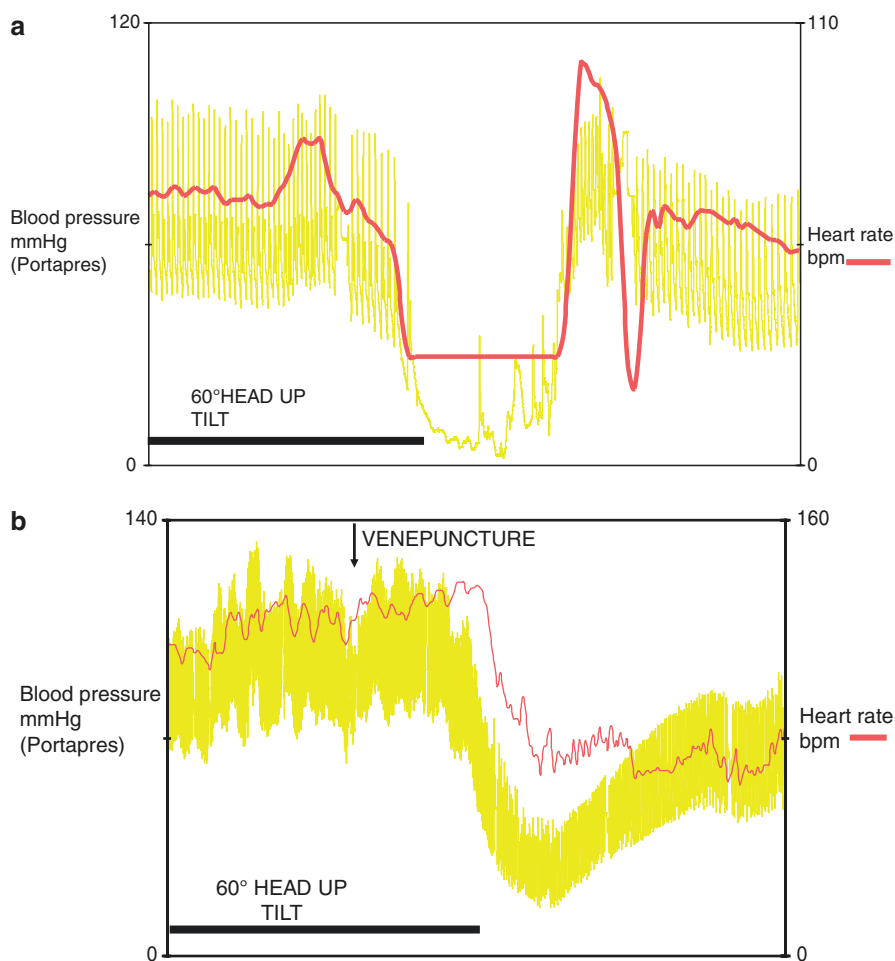 a
120
110
Blood pressure
mmHg
(Portapres)
Heart rate
bpm
60°HEAD UP
TILT
0
0
b
140
160
VENEPUNCTURE
Blood pressure
mmHg
(Portapres)
Heart rate
bpm
60° HEAD UP
TILT
0
0